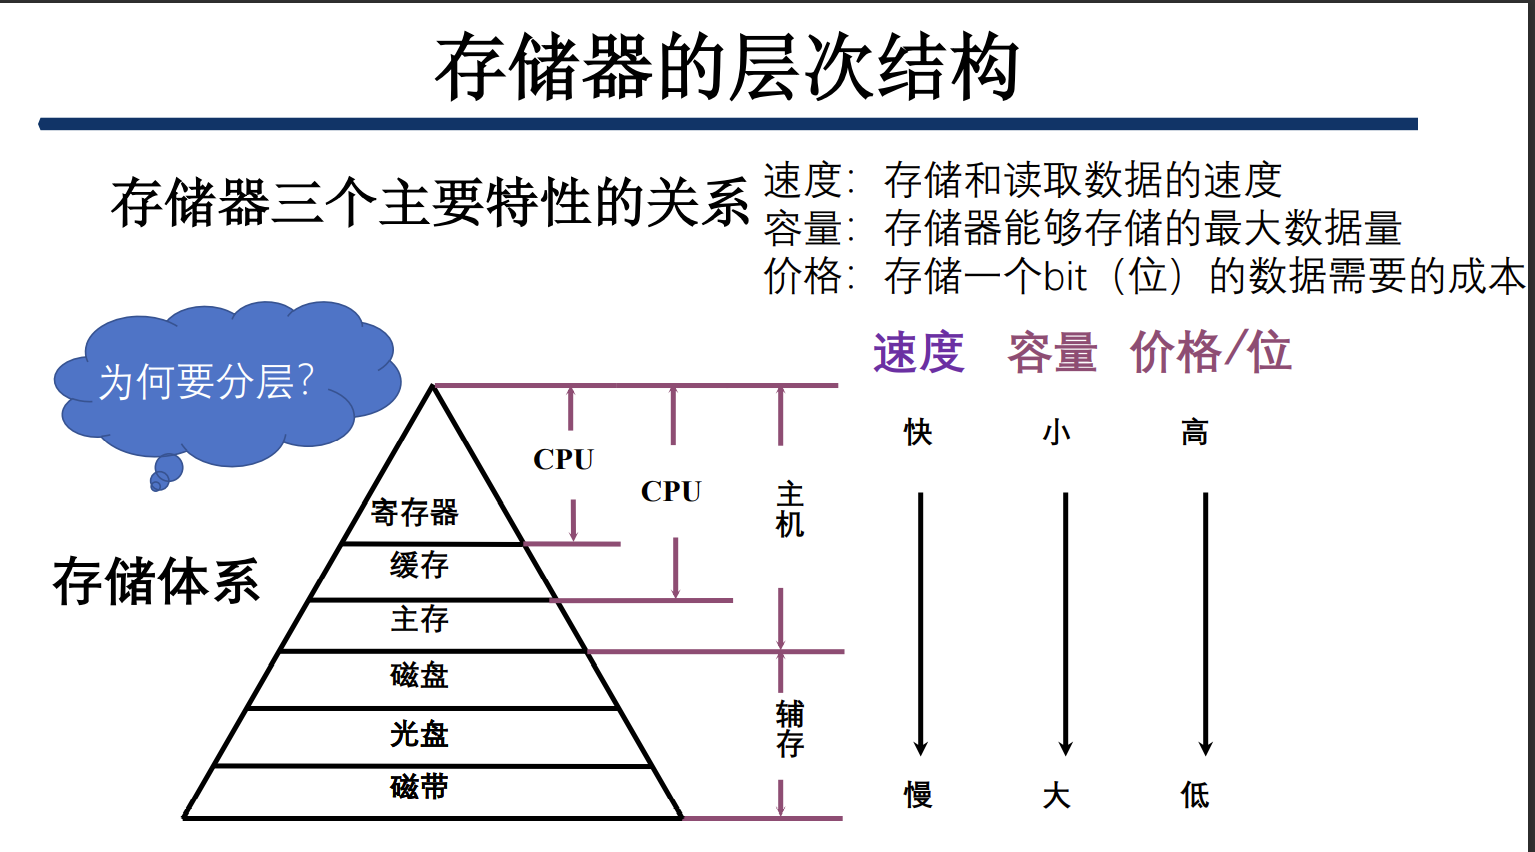 存储器的层次结构
存储器三个主要特性的关系
速度： 存储和读取数据的速度
容量： 存储器能够存储的最大数据量
价格： 存储一个bit（位）的数据需要的成本
为何要分层？
速度 容量 价格/位
快 小 高
CPU
CPU
主机
寄存器
缓存
存储体系
主存
磁盘
辅存
光盘
磁带
慢 大 低